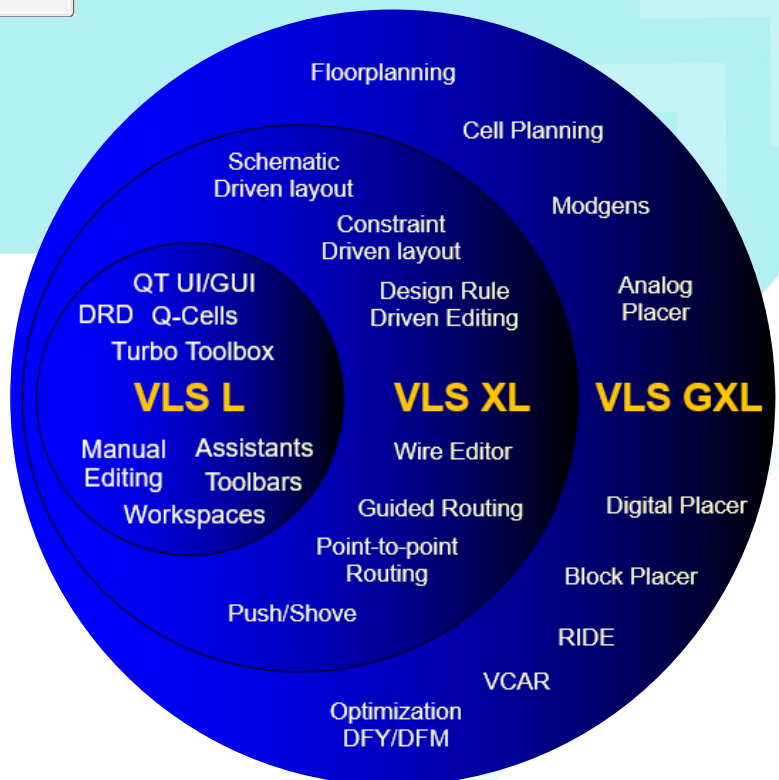 Floorplanning
Cell Planning
Schematic
Driven layout
Modgens
Constraint
Driven layout
QT UI/GUI
DRD Q-Cells
Turbo Toolbox
Design Rule
Driven Editing
Analog
Placer
VLS L
VLS XL
VLS GXL
Manual
Editing
Assistants
Toolbars
Workspaces
Wire Editor
Guided Routing
Point-to-point
Routing
Push/Shove
Digital Placer
Block Placer
RIDE
VCAR
Optimization
DFY/DFM